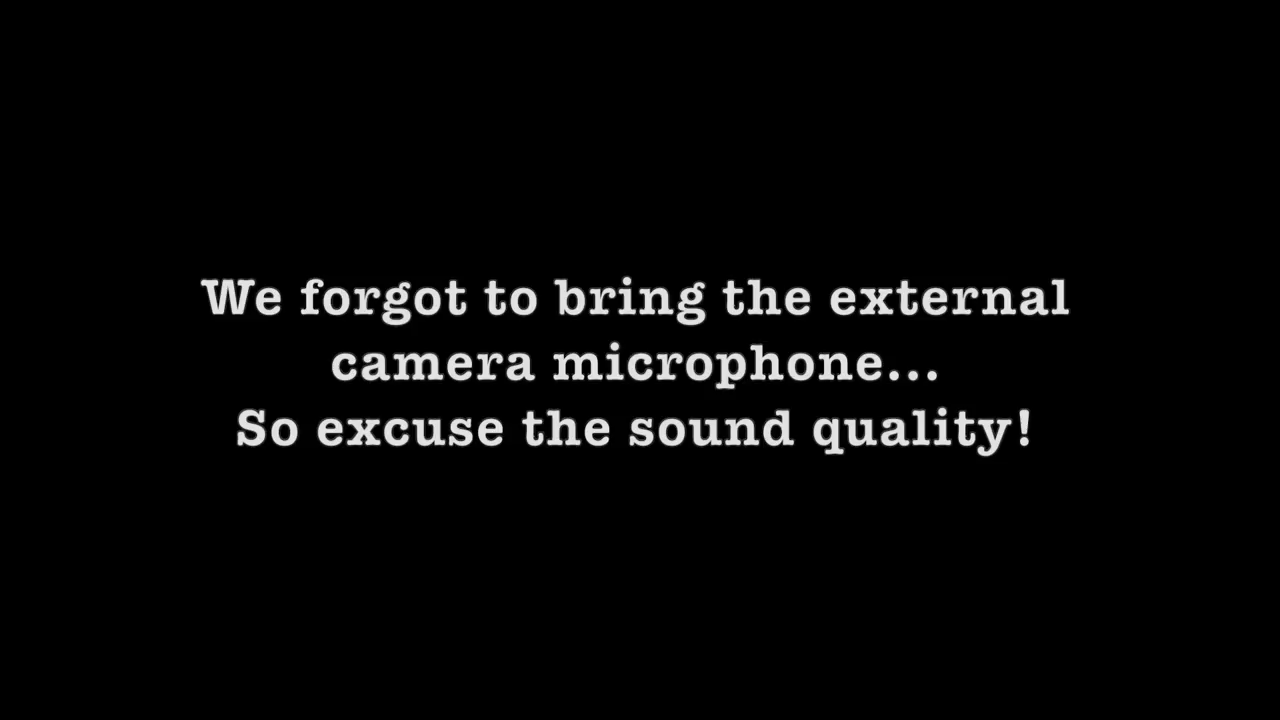 We forgot to bring the external
camera microphone...
So excuse the sound quality!